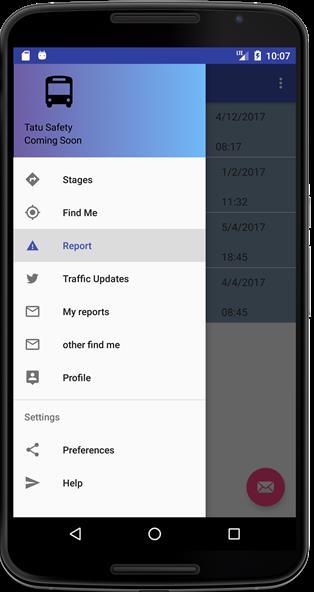 LTE 10:07
Tatu Safety
Coming Soon
4/12/2017
08:17
Stages
1/2/2017
Find Me
11:32
Report
5/4/2017
Traffic Updates
18:45
My reports
4/4/2017
other find me
08:45
Profile
Settings
Preferences
Help